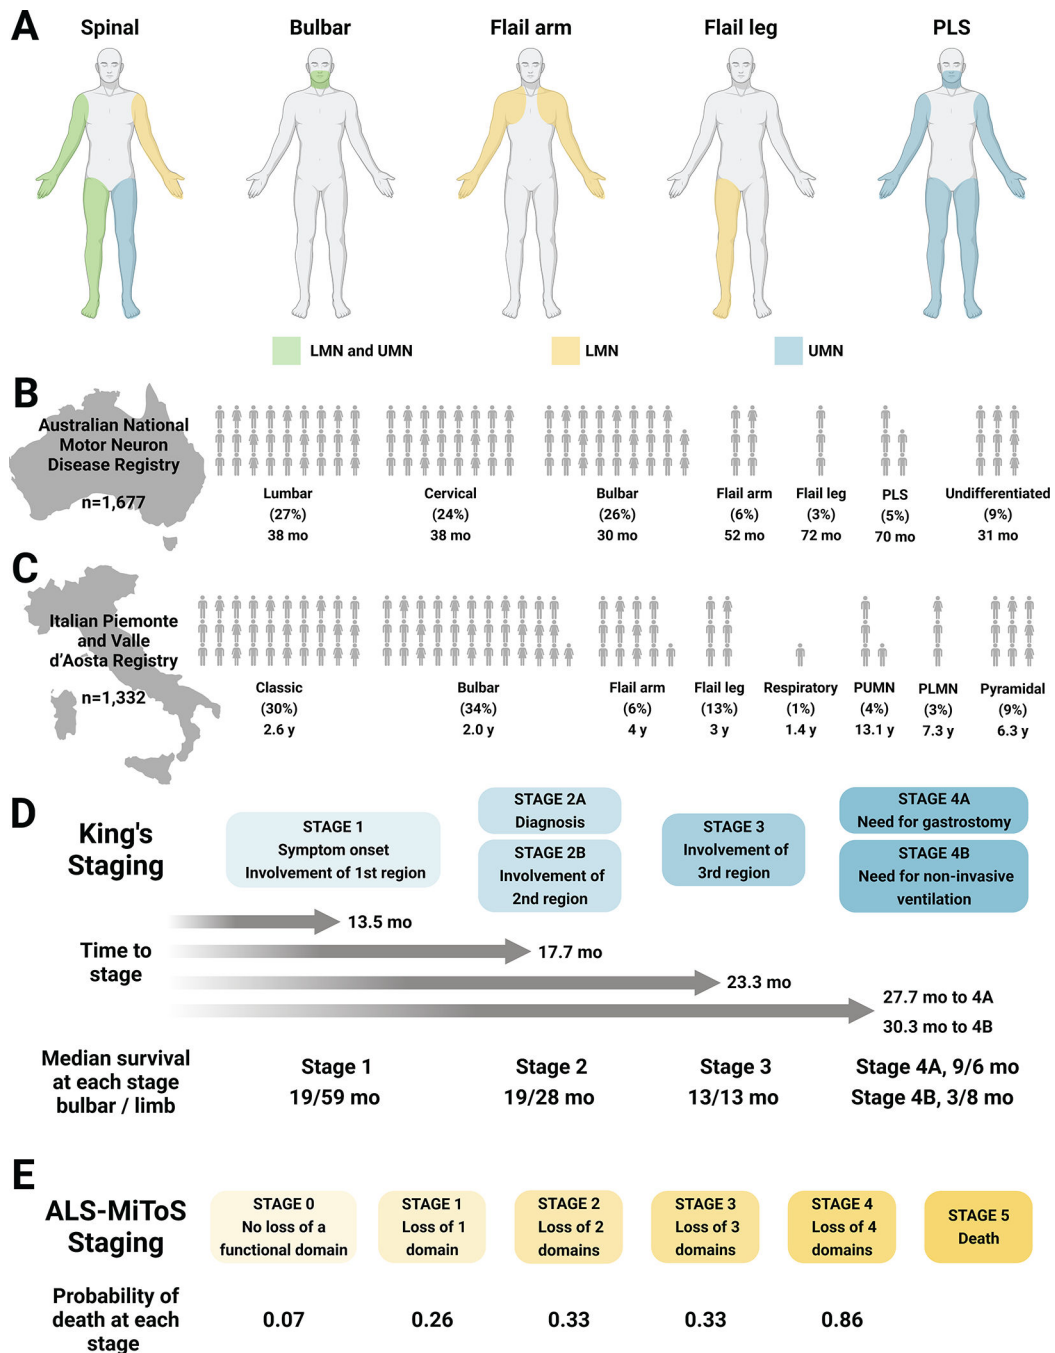 A
Spinal
Bulbar
Flail arm
Flail leg
PLS
LMN and UMN
LMN
UMN
B
Australian National
Motor Neuron
Disease Registry
n=1,677
Lumbar
(27%)
38 mo
Cervical
(24%)
38 mo
Bulbar
(26%)
30 mo
Flail arm
(6%)
52 mo
Flail leg
(3%)
72 mo
PLS
(5%)
70 mo
Undifferentiated
(9%)
31 mo
C
Italian Piemonte
and Valle
d'Aosta Registry
n=1,332
Classic
(30%)
2.6 y
Bulbar
(34%)
2.0 y
Flail arm
(6%)
4 y
Flail leg
(13%)
3 y
Respiratory
(1%)
1.4 y
PUMN
(4%)
13.1 y
PLMN
(3%)
7.3 y
Pyramidal
(9%)
6.3 y
D
King's
Staging
STAGE 1
Symptom onset
Involvement of 1st region
STAGE 2A
Diagnosis
STAGE 2B
Involvement of
2nd region
STAGE 3
Involvement of
3rd region
STAGE 4A
Need for gastrostomy
STAGE 4B
Need for non-invasive
ventilation
Time to
stage
13.5 mo
17.7 mo
23.3 mo
27.7 mo to 4A
30.3 mo to 4B
Median survival
at each stage
bulbar / limb
Stage 1
19/59 mo
Stage 2
19/28 mo
Stage 3
13/13 mo
Stage 4A, 9/6 mo
Stage 4B, 3/8 mo
E
ALS-MiToS
Staging
STAGE 0
No loss of a
functional domain
STAGE 1
Loss of 1
domain
STAGE 2
Loss of 2
domains
STAGE 3
Loss of 3
domains
STAGE 4
Loss of 4
domains
STAGE 5
Death
Probability of
death at each
stage
0.07
0.26
0.33
0.33
0.86